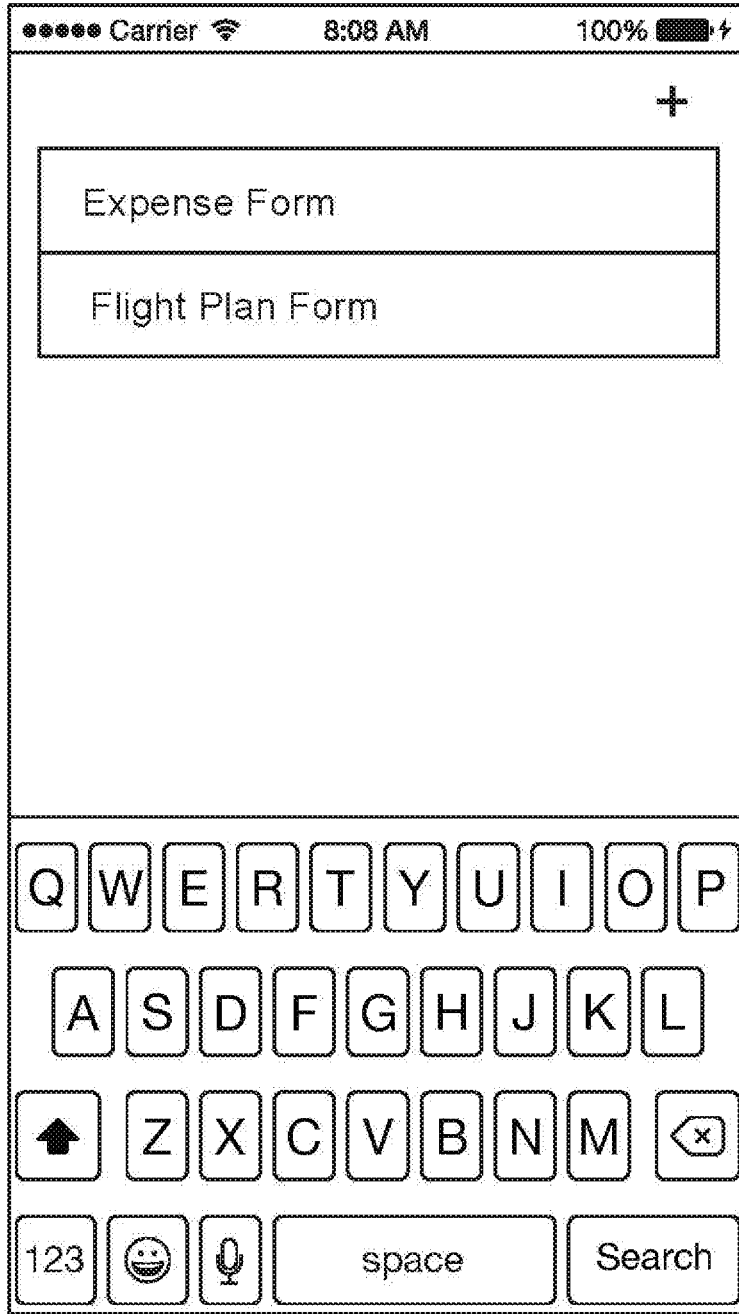 Carrier 8:08 AM 100%
+
Expense Form
Flight Plan Form
Q W E R T Y U I O P
A S D F G H J K L
Z X C V B N M
123 space Search